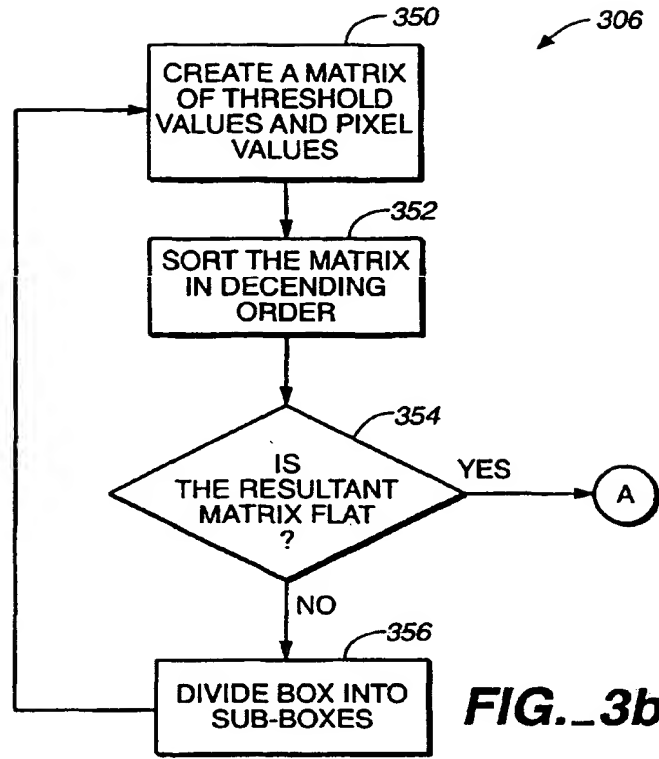 350
306
CREATE A MATRIX
OF THRESHOLD
VALUES AND PIXEL
VALUES
352
SORT THE MATRIX
IN DECENDING
ORDER
354
IS
THE RESULTANT
MATRIX FLAT
?
YES
A
NO
356
DIVIDE BOX INTO
SUB-BOXES
FIG._3b